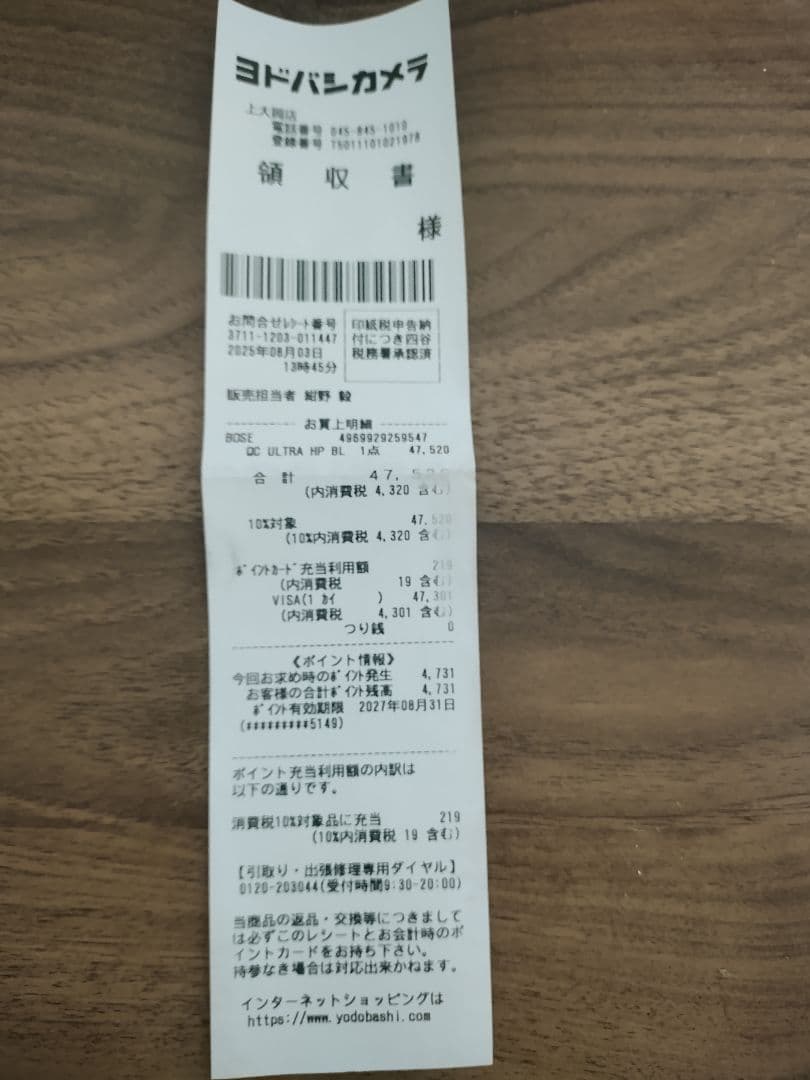 ヨドバシカメラ
上大岡店
電話番号 045-845-1010
登録番号 T5011101021978
領 収 書
様
お問合せレシート番号
3711-1203-011447
2025年08月03日
13時45分
印紙税申告納
付につき四谷
税務署承認済
販売担当者 紺野 毅
お買上明細
BOSE 4969929259547
QC ULTRA HP BL 1点 47,520
合 計 47,520
(内消費税 4,320 含む)
10%対象 47,520
(10%内消費税 4,320 含む)
ポイントカード充当利用額 219
(内消費税 19 含む)
VISA(1カイ ) 47,301
(内消費税 4,301 含む)
つり銭 0
《ポイント情報》
今回お求め時のポイント発生 4,731
お客様の合計ポイント残高 4,731
ポイント有効期限 2027年08月31日
(*********5149)
ポイント充当利用額の内訳は
以下の通りです。
消費税10%対象品に充当 219
(10%内消費税 19 含む)
【引取り・出張修理専用ダイヤル】
0120-203044(受付時間9:30-20:00)
当商品の返品・交換等につきまして
は必ずこのレシートとお会計時のポ
イントカードをお持ち下さい。
持参なき場合は対応出来かねます。
インターネットショッピングは
https://www.yodobashi.com